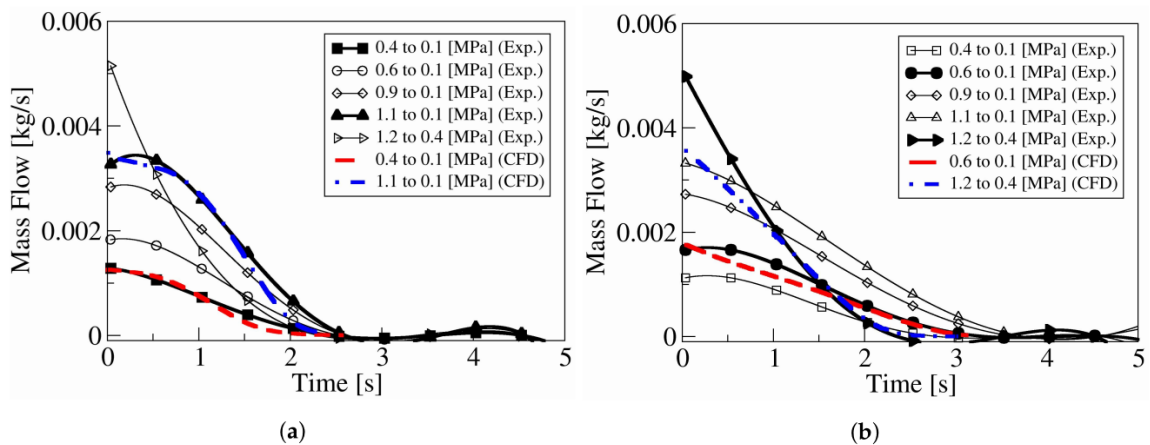 0.006
0.004
0.002
0
Mass Flow [kg/s]
0.4 to 0.1 [MPa] (Exp.)
0.6 to 0.1 [MPa] (Exp.)
0.9 to 0.1 [MPa] (Exp.)
1.1 to 0.1 [MPa] (Exp.)
1.2 to 0.4 [MPa] (Exp.)
0.4 to 0.1 [MPa] (CFD)
1.1 to 0.1 [MPa] (CFD)
0 1 2 3 4 5
Time [s]
(a)
0.006
0.004
0.002
0
Mass Flow [kg/s]
0.4 to 0.1 [MPa] (Exp.)
0.6 to 0.1 [MPa] (Exp.)
0.9 to 0.1 [MPa] (Exp.)
1.1 to 0.1 [MPa] (Exp.)
1.2 to 0.4 [MPa] (Exp.)
0.6 to 0.1 [MPa] (CFD)
1.2 to 0.4 [MPa] (CFD)
0 1 2 3 4 5
Time [s]
(b)